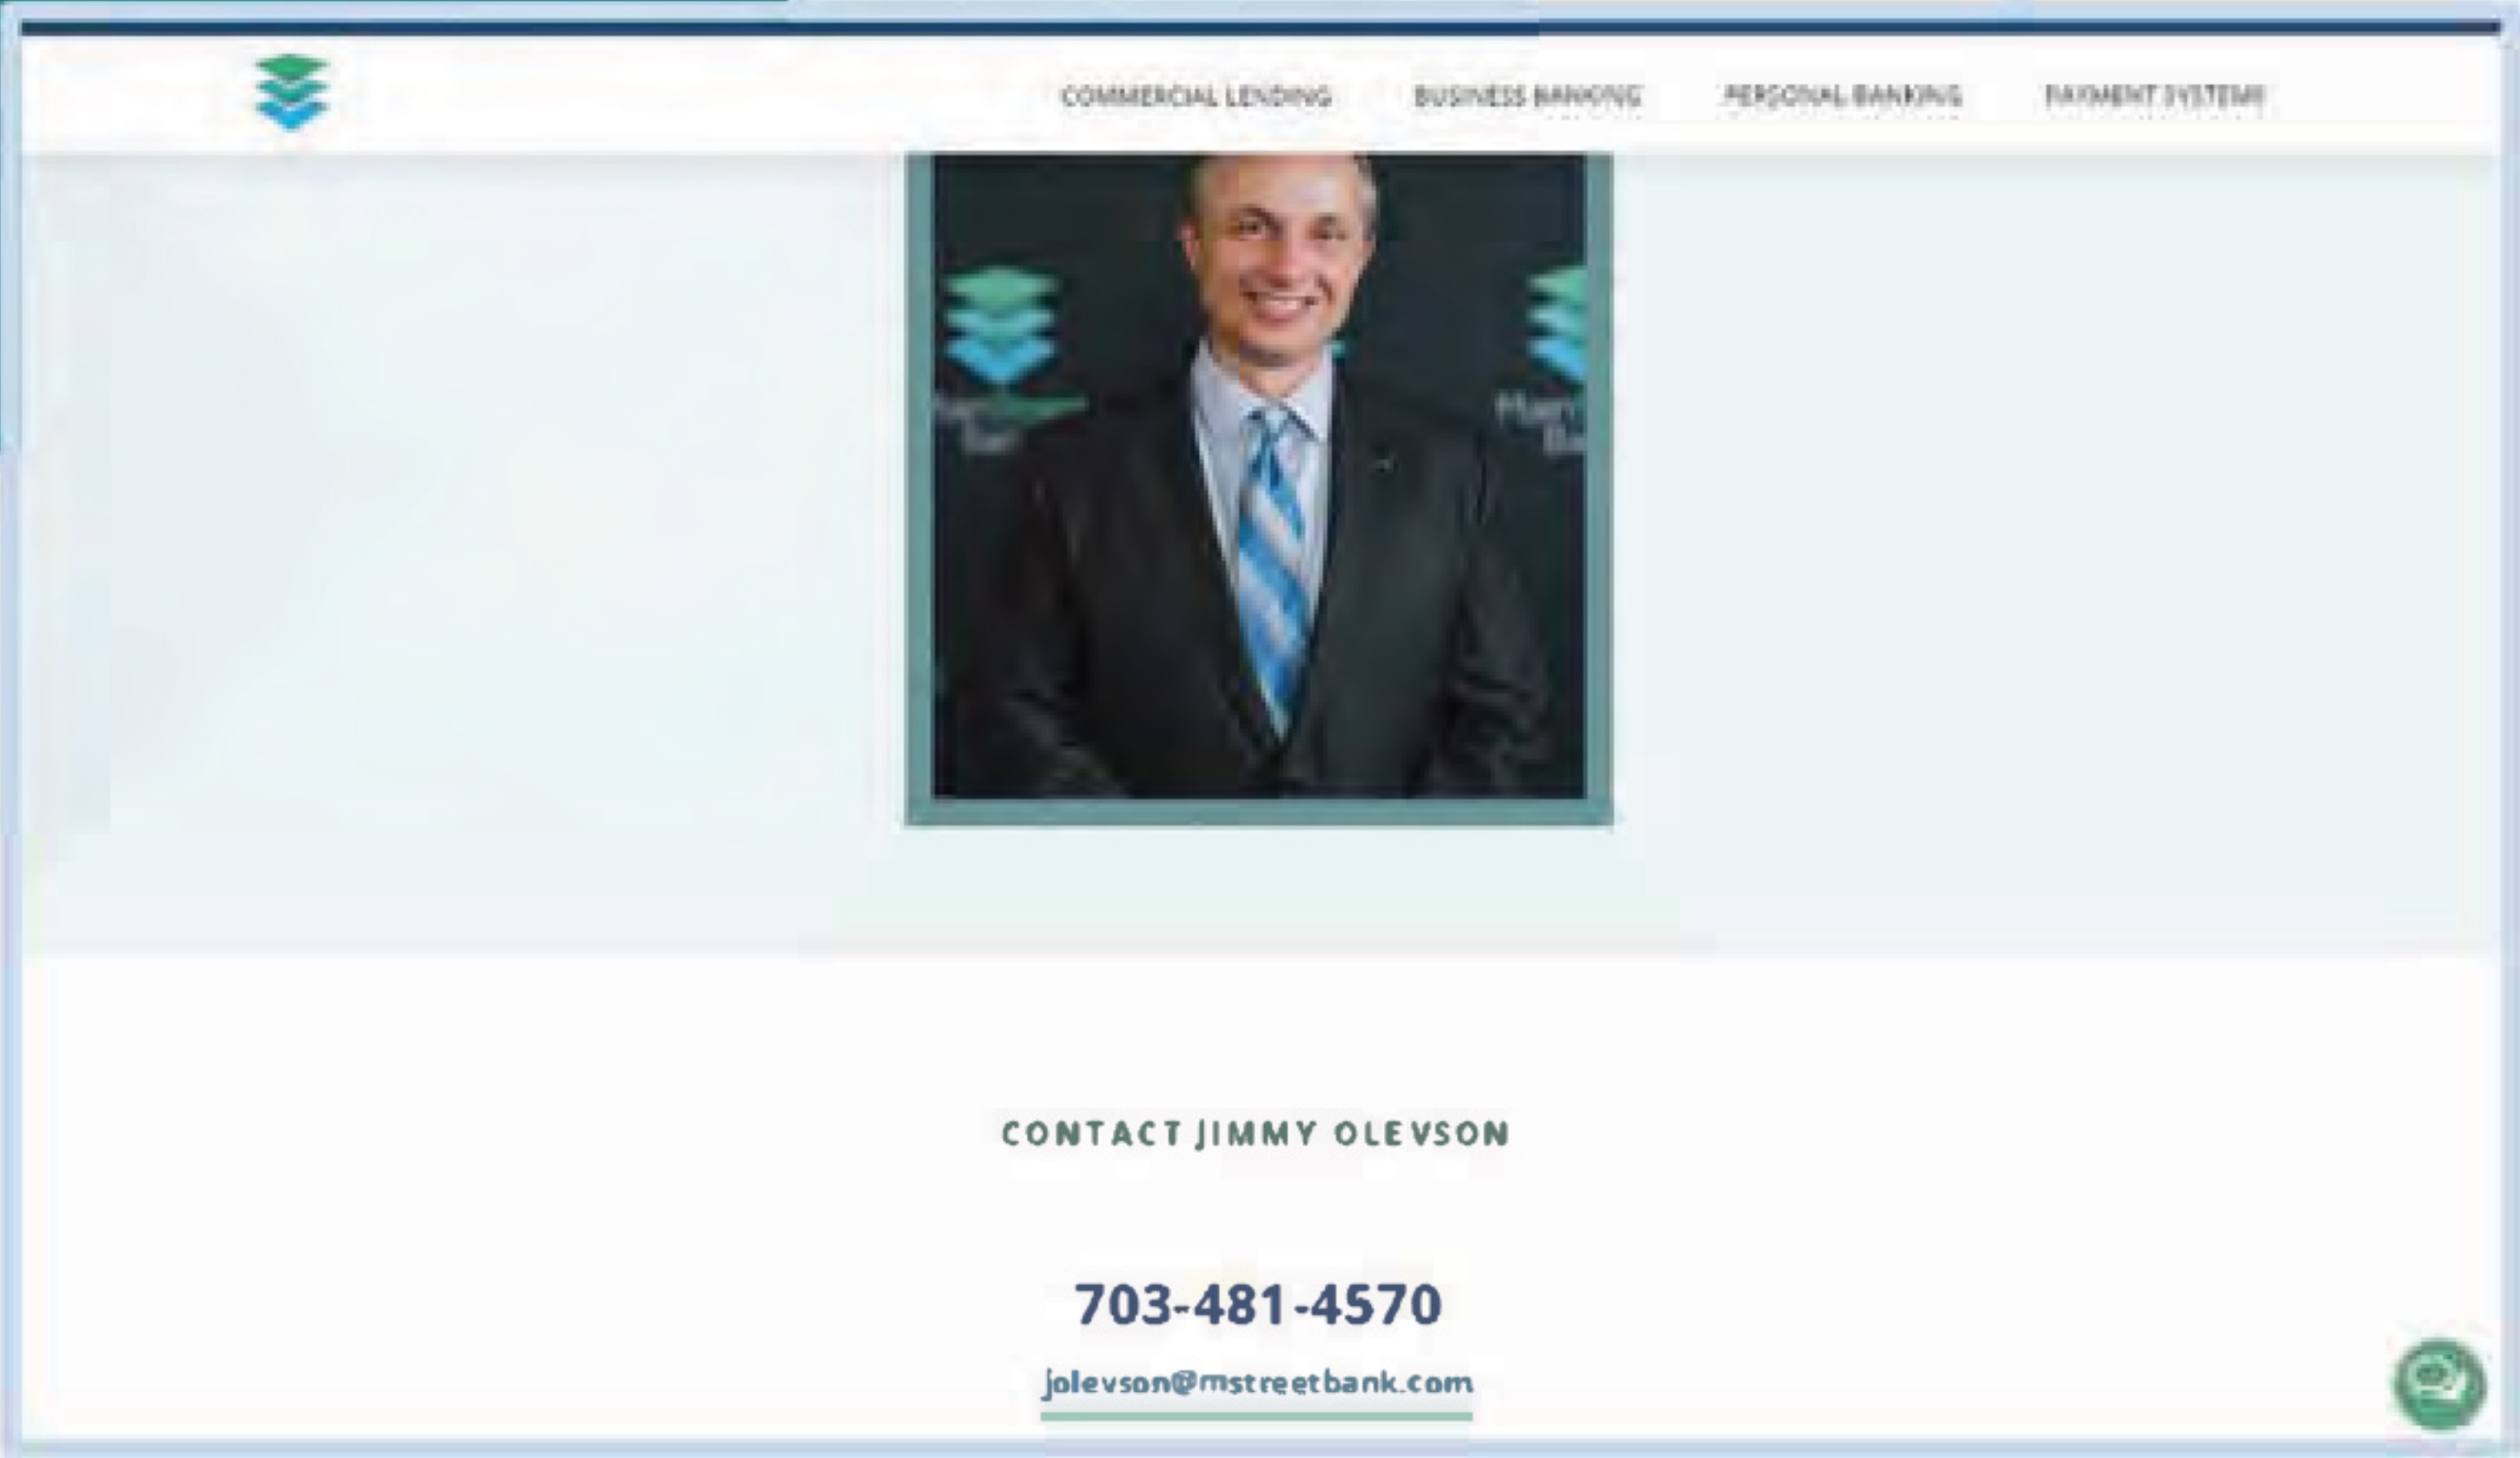 COMMERCIAL LENDING BUSINESS BANKING PERSONAL BANKING PAYMENT SYSTEMS
CONTACT JIMMY OLEVSON
703-481-4570
jolevson@mstreetbank.com